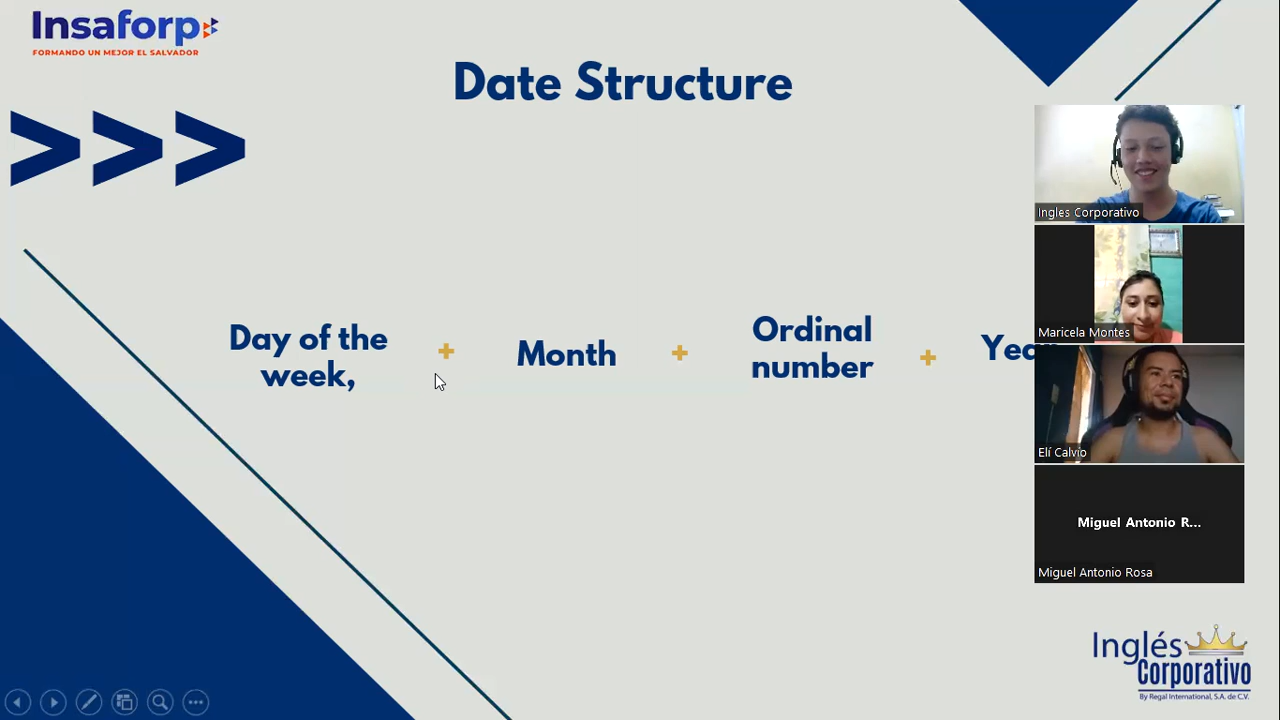 Insaforp
FORMANDO UN MEJOR EL SALVADOR
Date Structure
>>>
Day of the
week,
+
Month
+
Ordinal
number
+
Ingles Corporativo
Maricela Montes
Elí Calvio
Miguel Antonio R...
Miguel Antonio Rosa
Inglés
Corporativo
By Regal International, S.A. de C.V.